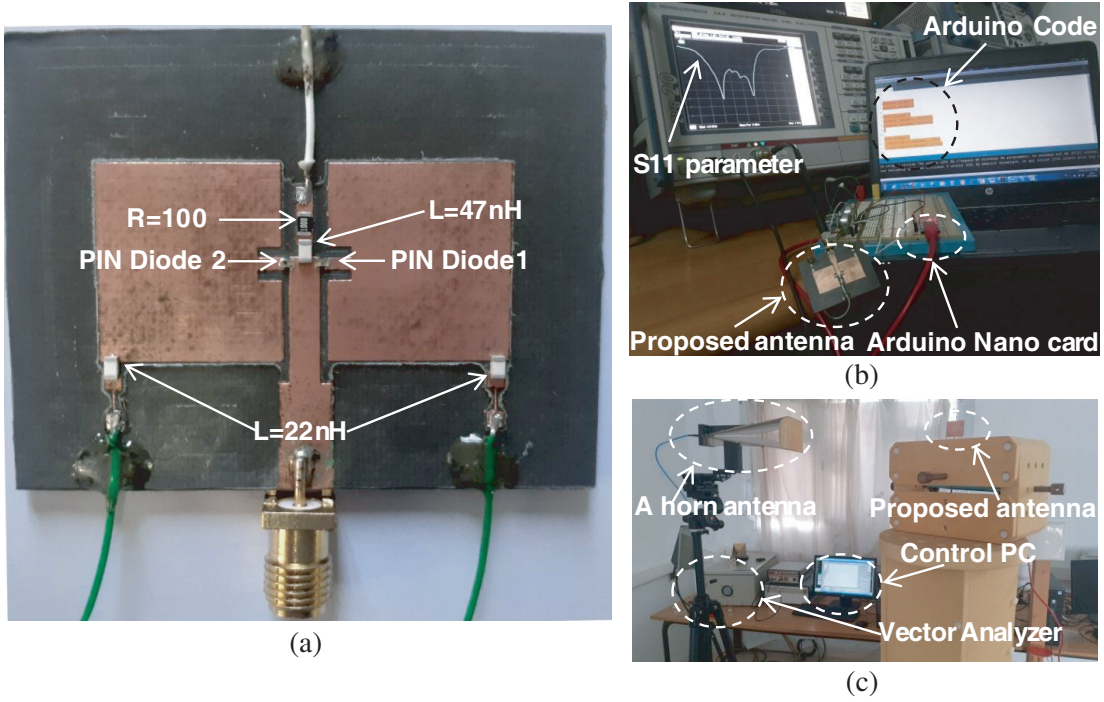 R=100
L=47nH
PIN Diode 2
PIN Diode1
L=22nH
(a)
Arduino Code
S11 parameter
Proposed antenna
Arduino Nano card
(b)
A horn antenna
Proposed antenna
Control PC
Vector Analyzer
(c)